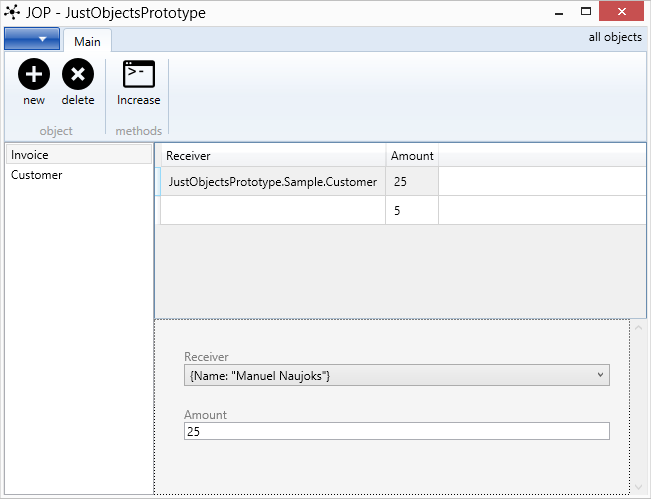 JOP - JustObjectsPrototype
Main
all objects
>-
new
delete
Increase
object
methods
Invoice
Customer
Receiver Amount
JustObjectsPrototype.Sample.Customer 25
5
Receiver
{Name: "Manuel Naujoks"}
Amount
25